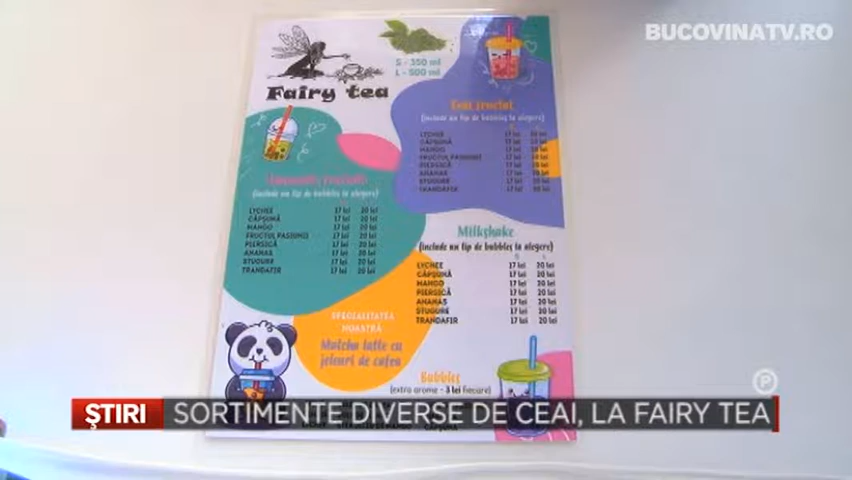 BUCOVINATV.RO
Fairy tea
S - 350 ml
L - 500 ml
Ceai fructat
(include un tip de bubbles la alegere)
LYCHEE 17 lei 20 lei
CĂPȘUNĂ 17 lei 20 lei
MANGO 17 lei 20 lei
FRUCTUL PASIUNII 17 lei 20 lei
PIERSICĂ 17 lei 20 lei
ANANAS 17 lei 20 lei
STUGURE 17 lei 20 lei
TRANDAFIR 17 lei 20 lei
(include un tip de bubbles la alegere)
LYCHEE 17 lei 20 lei
CĂPȘUNĂ 17 lei 20 lei
MANGO 17 lei 20 lei
FRUCTUL PASIUNII 17 lei 20 lei
PIERSICĂ 17 lei 20 lei
ANANAS 17 lei 20 lei
STUGURE 17 lei 20 lei
TRANDAFIR 17 lei 20 lei
Milkshake
(include un tip de bubbles la alegere)
S L
LYCHEE 17 lei 20 lei
CĂPȘUNĂ 17 lei 20 lei
MANGO 17 lei 20 lei
PIERSICĂ 17 lei 20 lei
ANANAS 17 lei 20 lei
STUGURE 17 lei 20 lei
TRANDAFIR 17 lei 20 lei
SPECIALITATEA
NOASTRĂ
Matcha latte cu
jeleuri de cafea
Bubbles
(extra arome - 3 lei fiecare)
P
ŞTIRI SORTIMENTE DIVERSE DE CEAI, LA FAIRY TEA